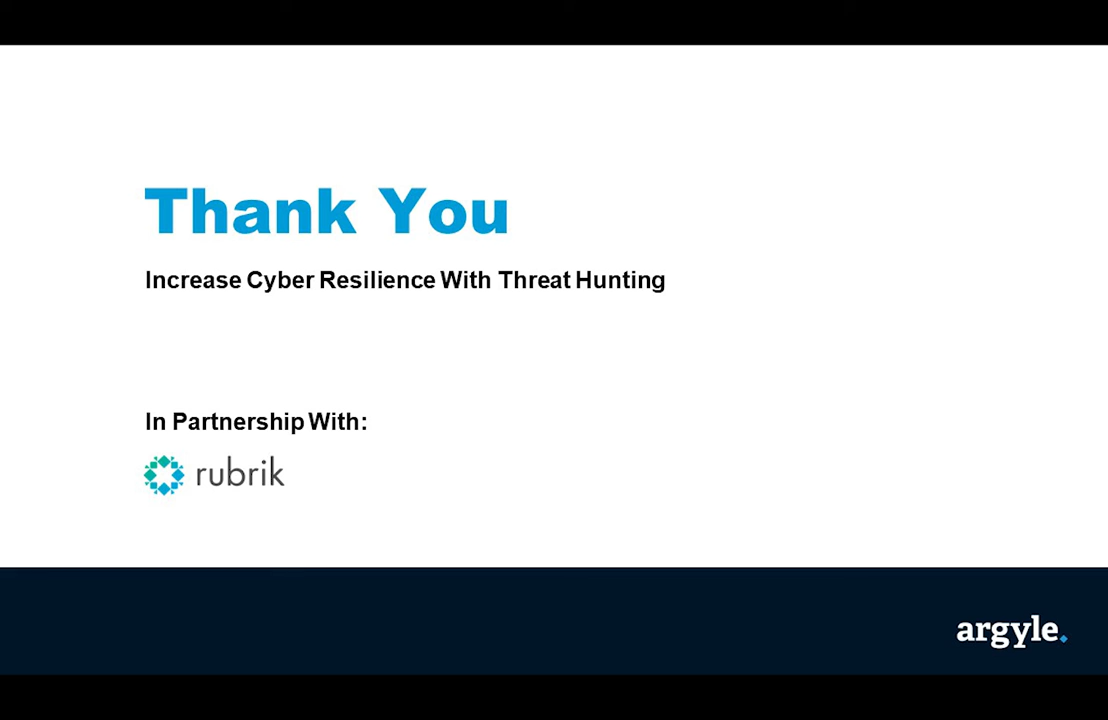 Thank You
Increase Cyber Resilience With Threat Hunting
In Partnership With:
rubrik
argyle.